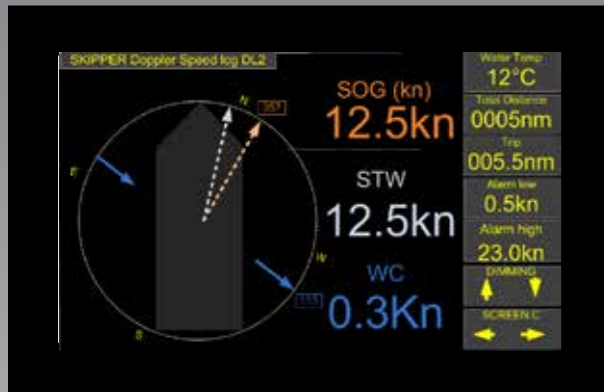 SKIPPER Doppler Speed log DL2
N
E
W
S
SOG (kn)
12.5kn
STW
12.5kn
WC
0.3Kn
Water Temp
12°C
Total Distance
0005nm
Trip
005.5nm
Alarm low
0.5kn
Alarm high
23.0kn
DIMMING
SCREEN C